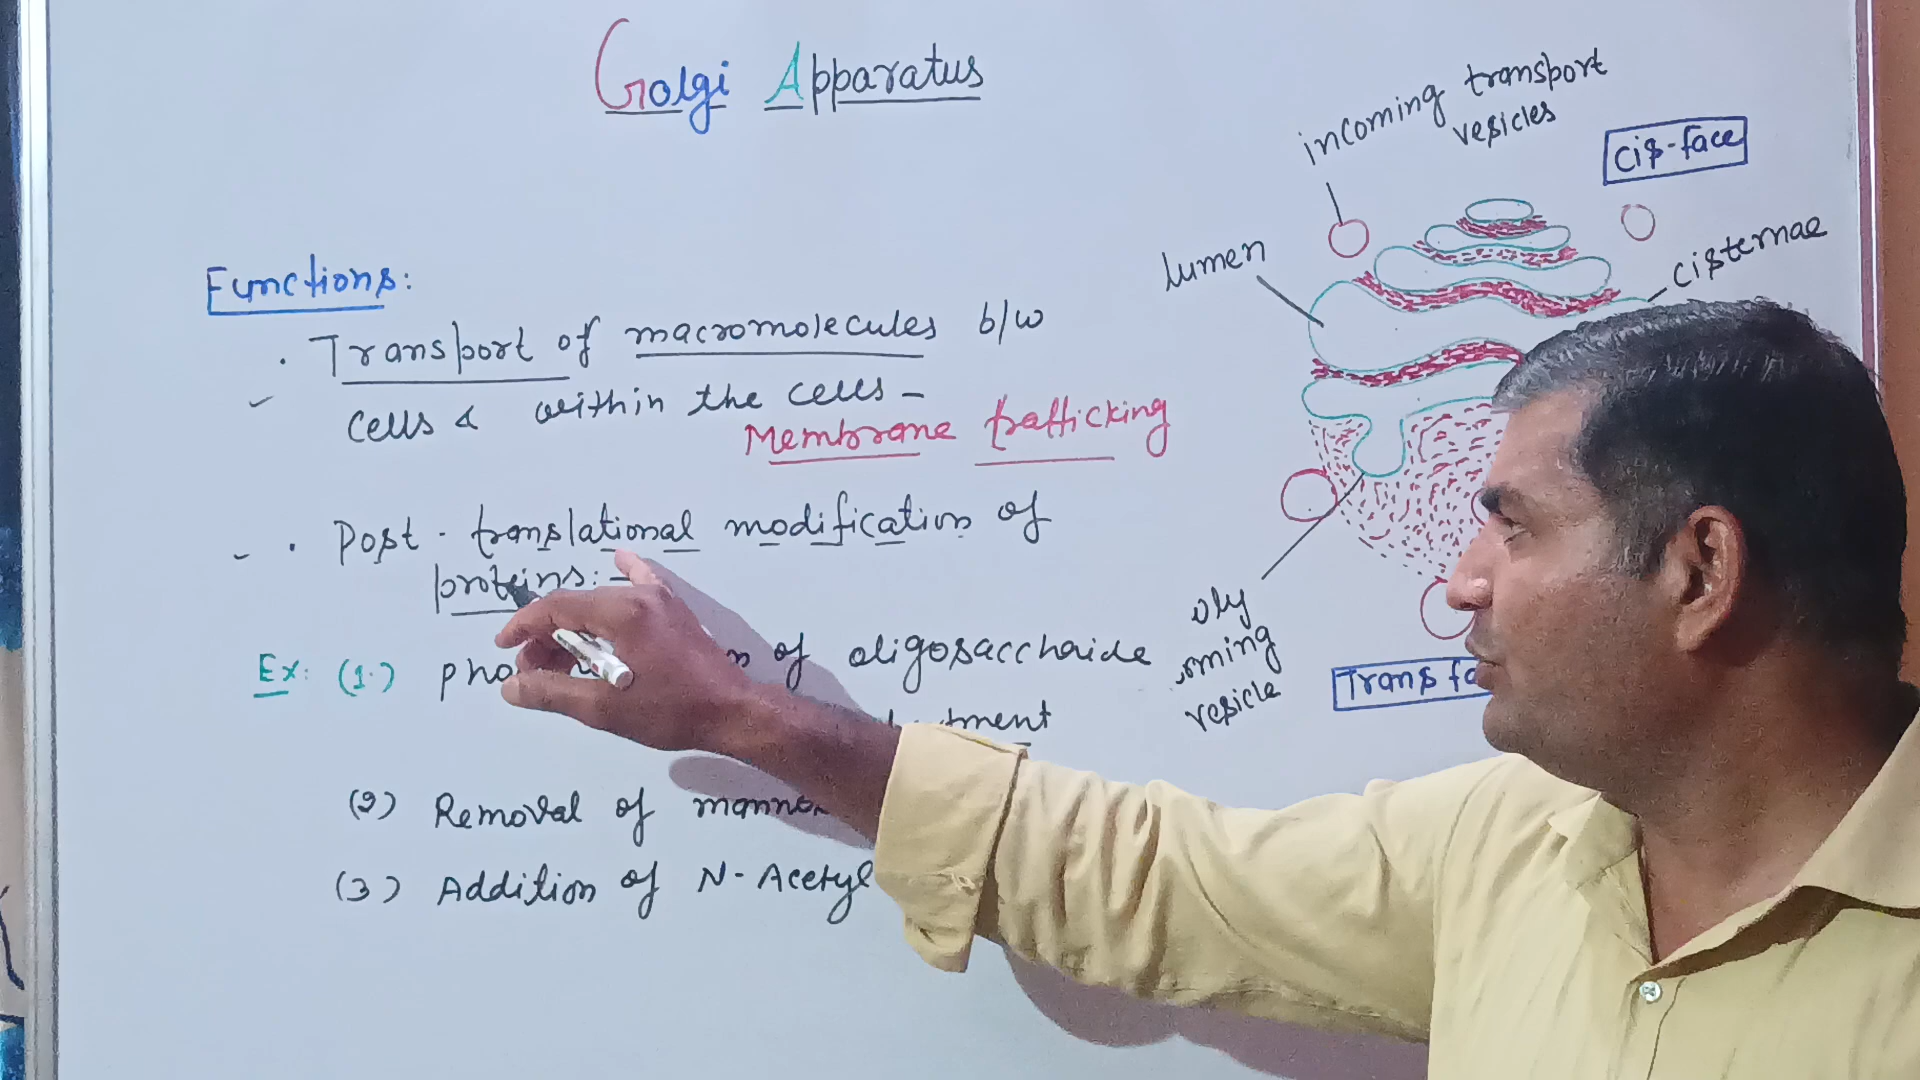 Golgi Apparatus
Functions:
· Transport of macromolecules b/w
cells & within the cells -
Membrane trafficking
· Post - translational modification of
proteins: -
Ex: (1.) of oligosacchaide
(2) Removal of
(3) Addition of N-Acetyl
incoming transport
vesicles
cis-face
lumen
cisternae
vesicle
Trans